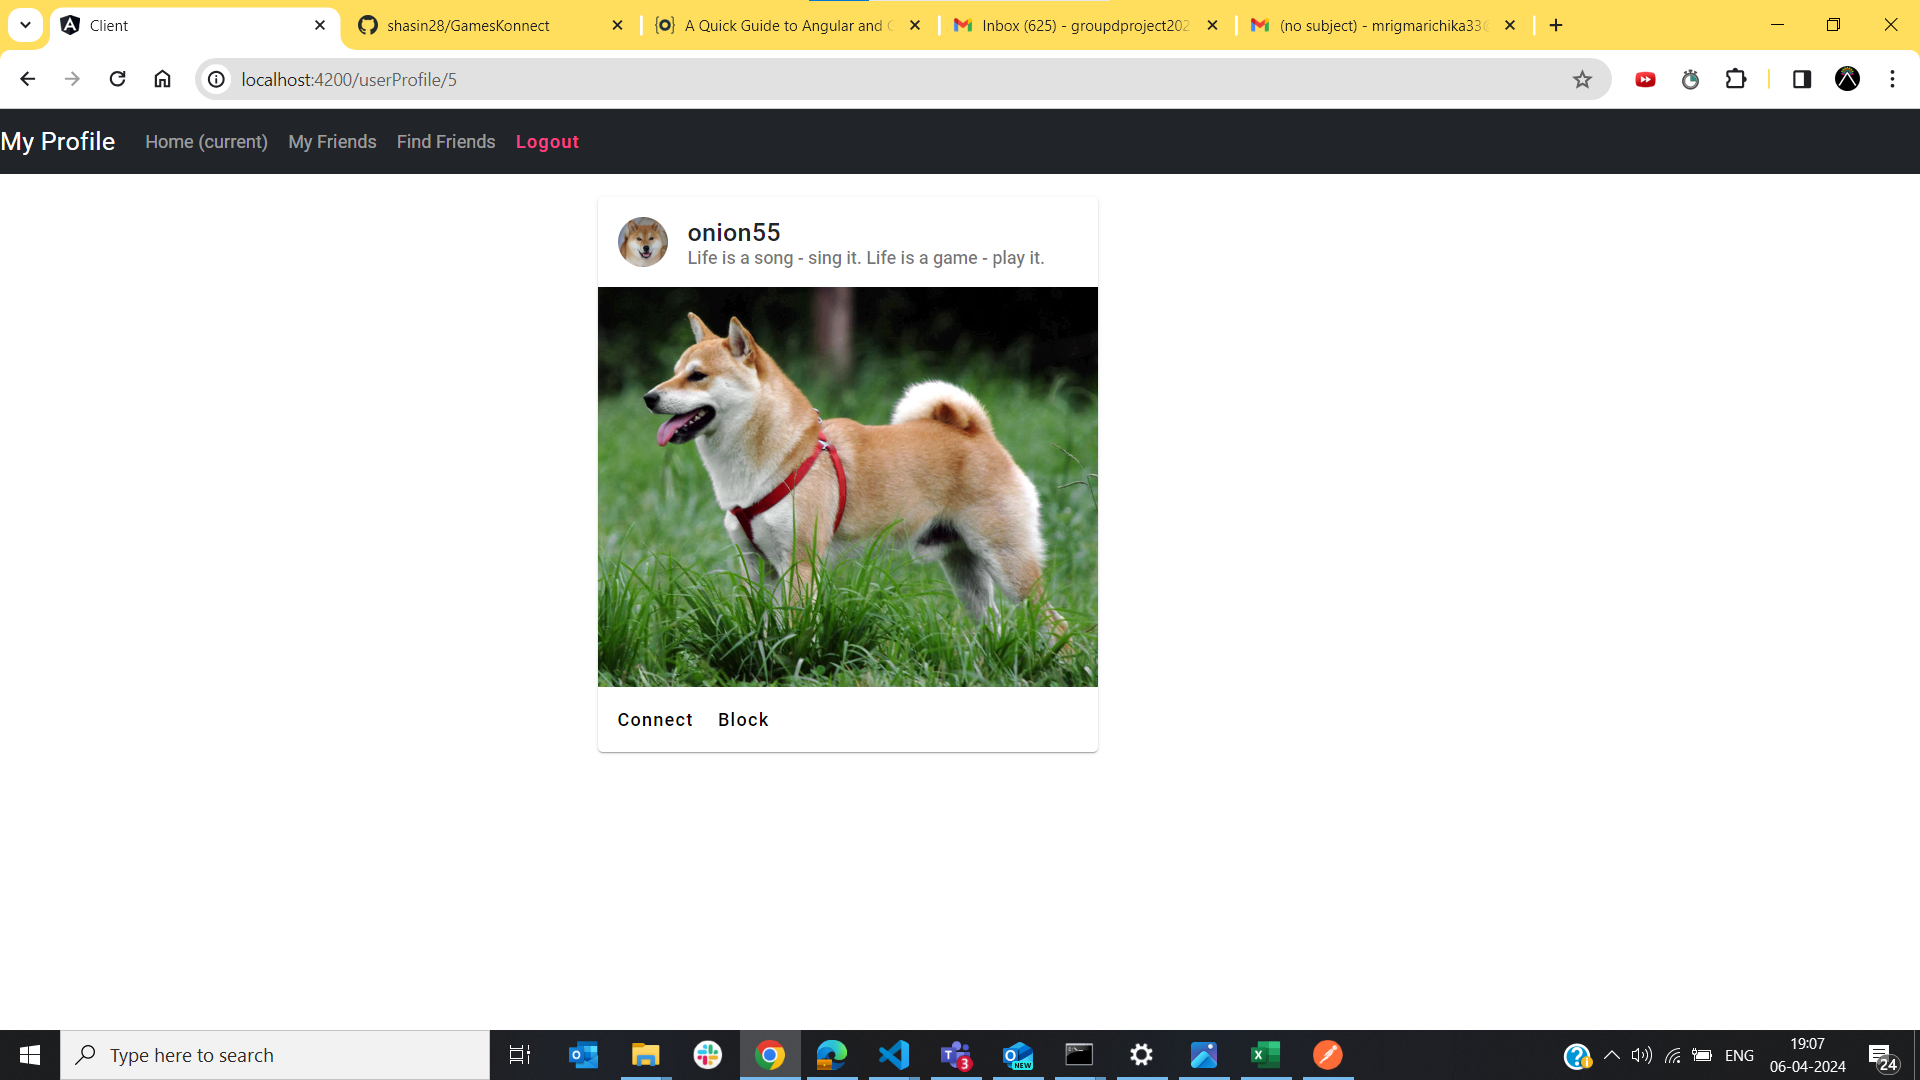 Client
shasin28/GamesKonnect
A Quick Guide to Angular and
Inbox (625) - groupdproject202
(no subject) - mrigmarichika33
localhost:4200/userProfile/5
My Profile Home (current) My Friends Find Friends Logout
onion55
Life is a song - sing it. Life is a game - play it.
Connect Block
Type here to search
NEW
3
ENG
19:07
06-04-2024
24